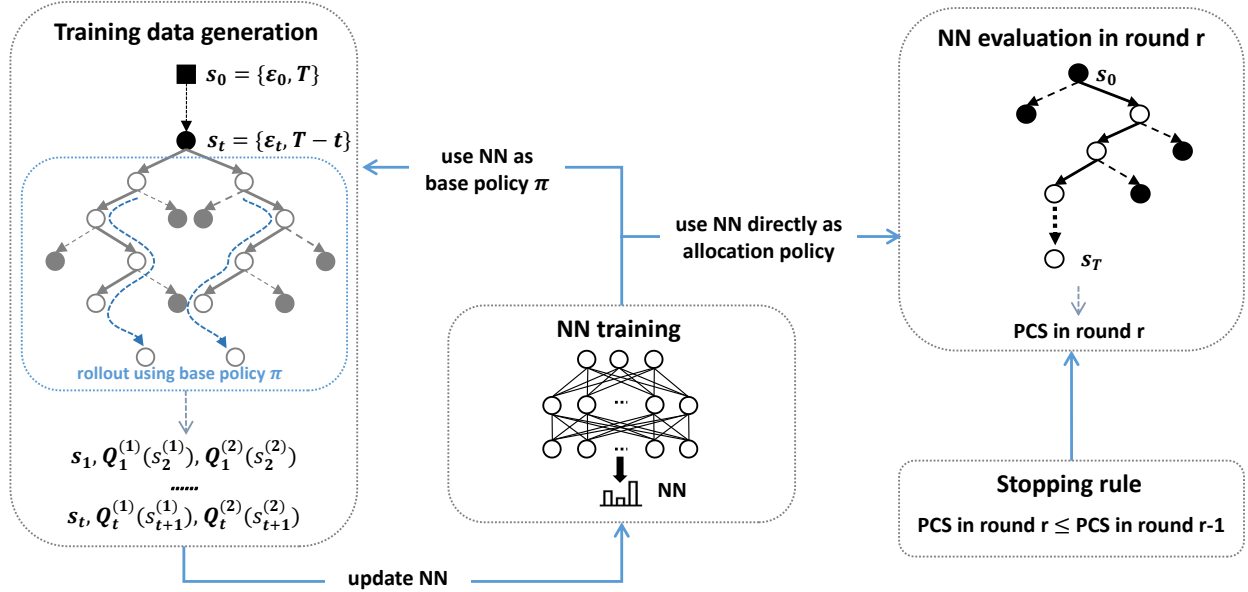 Training data generation
s₀ = {ε₀, T}
sₜ = {εₜ, T − t}
rollout using base policy π
s₁, Q₁⁽¹⁾(s₂⁽¹⁾), Q₁⁽²⁾(s₂⁽²⁾)
......
sₜ, Qₜ⁽¹⁾(sₜ₊₁⁽¹⁾), Qₜ⁽²⁾(sₜ₊₁⁽²⁾)
update NN
use NN as
base policy π
use NN directly as
allocation policy
NN training
...
...
NN
NN evaluation in round r
s₀
s_T
PCS in round r
Stopping rule
PCS in round r ≤ PCS in round r-1